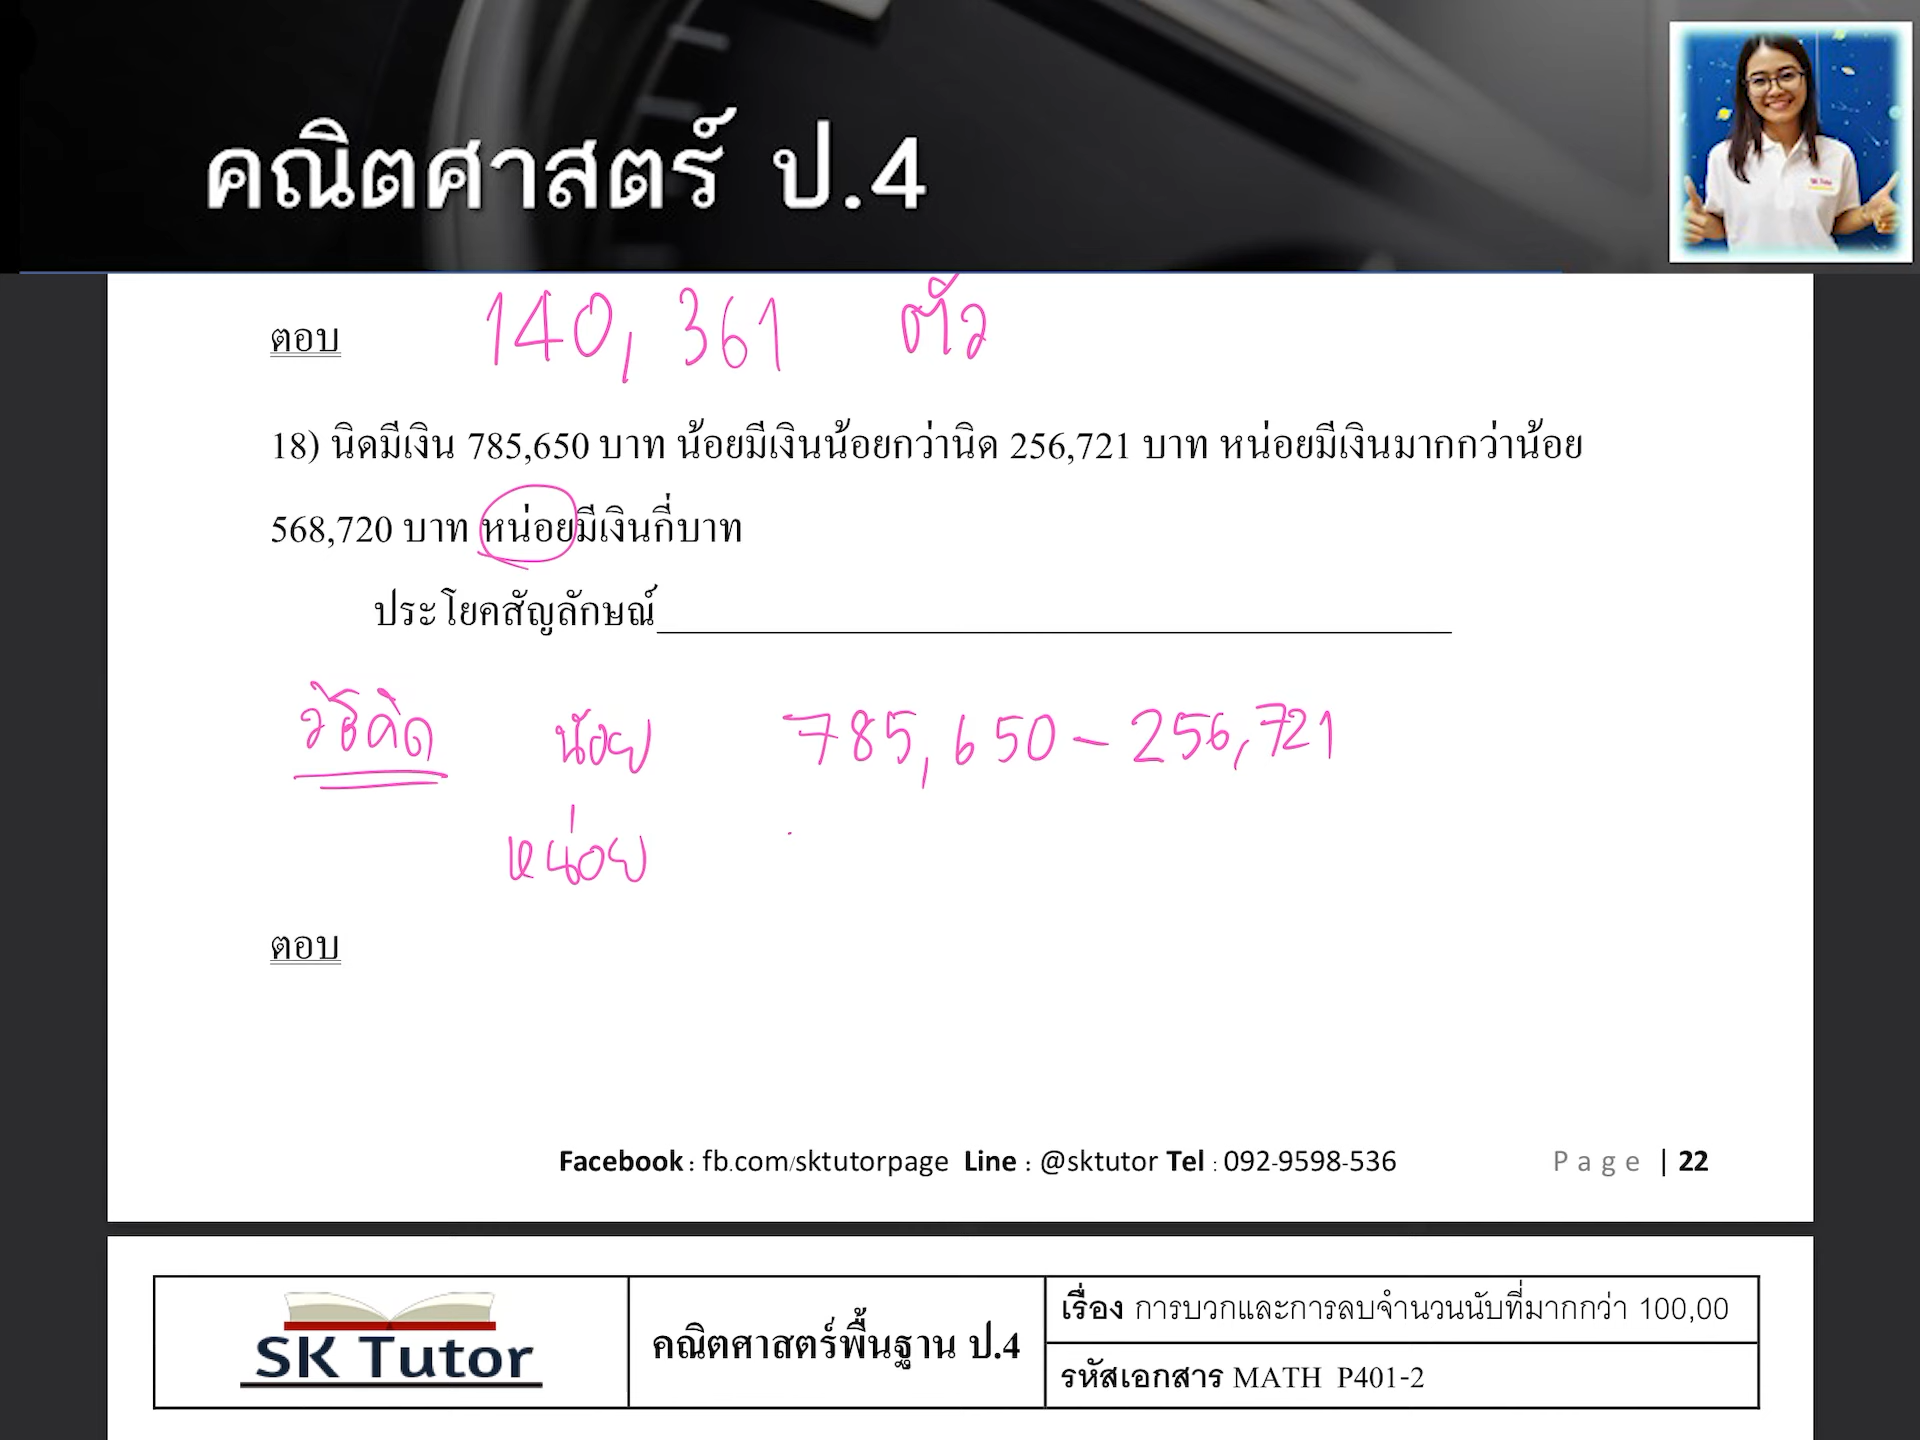 คณิตศาสตร์ ป.4
ตอบ 140,361 ตัว
18) นิดมีเงิน 785,650 บาท น้อยมีเงินน้อยกว่านิด 256,721 บาท หน่อยมีเงินมากกว่าน้อย
568,720 บาท หน่อยมีเงินกี่บาท
ประโยคสัญลักษณ์
วิธีคิด น้อย 785,650 - 256,721
หน่อย
ตอบ
Facebook : fb.com/sktutorpage Line : @sktutor Tel : 092-9598-536 Page | 22
SK Tutor
คณิตศาสตร์พื้นฐาน ป.4
เรื่อง การบวกและการลบจำนวนนับที่มากกว่า 100,00
รหัสเอกสาร MATH P401-2